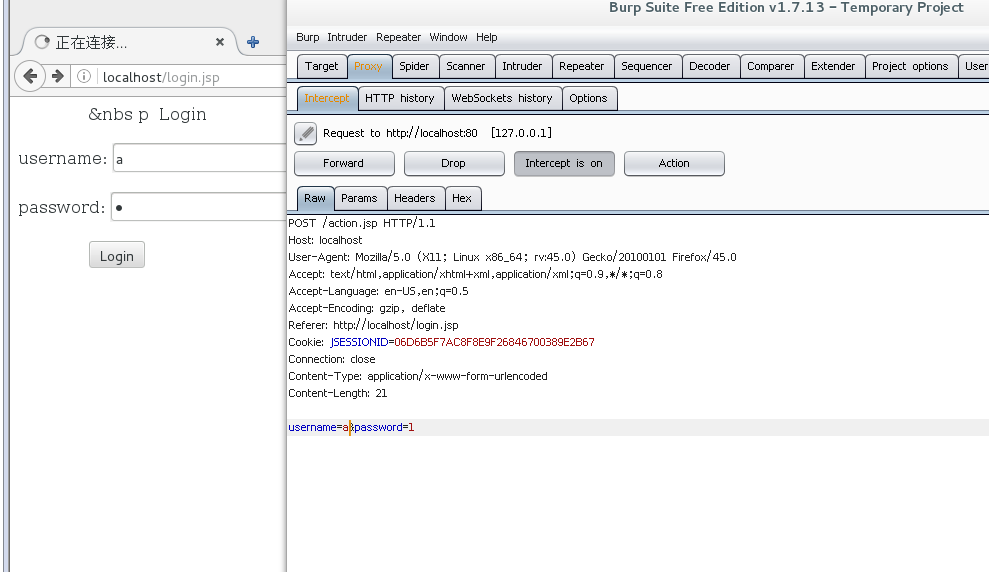 Burp Suite Free Edition v1.7.13 - Temporary Project
正在连接...
localhost/login.jsp
&nbs p Login
username: a
password: •
Login
Burp Intruder Repeater Window Help
Target Proxy Spider Scanner Intruder Repeater Sequencer Decoder Comparer Extender Project options User
Intercept HTTP history WebSockets history Options
Request to http://localhost:80 [127.0.0.1]
Forward Drop Intercept is on Action
Raw Params Headers Hex
POST /action.jsp HTTP/1.1
Host: localhost
User-Agent: Mozilla/5.0 (X11; Linux x86_64; rv:45.0) Gecko/20100101 Firefox/45.0
Accept: text/html,application/xhtml+xml,application/xml;q=0.9,*/*;q=0.8
Accept-Language: en-US,en;q=0.5
Accept-Encoding: gzip, deflate
Referer: http://localhost/login.jsp
Cookie: JSESSIONID=06D6B5F7AC8F8E9F26846700389E2B67
Connection: close
Content-Type: application/x-www-form-urlencoded
Content-Length: 21
username=a&password=1